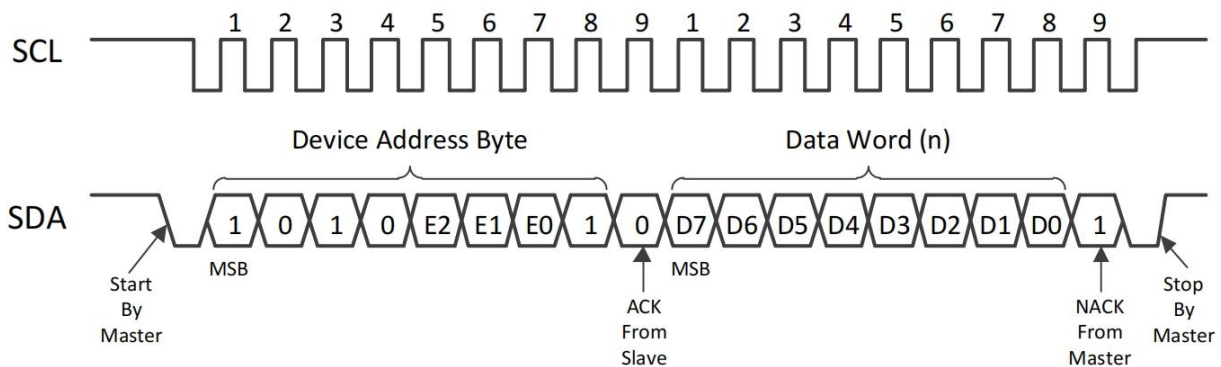 1 2 3 4 5 6 7 8 9 1 2 3 4 5 6 7 8 9
SCL
Device Address Byte
Data Word (n)
SDA
1 0 1 0 E2 E1 E0 1 0 D7 D6 D5 D4 D3 D2 D1 D0 1
MSB
MSB
Start
By
Master
ACK
From
Slave
NACK
From
Master
Stop
By
Master